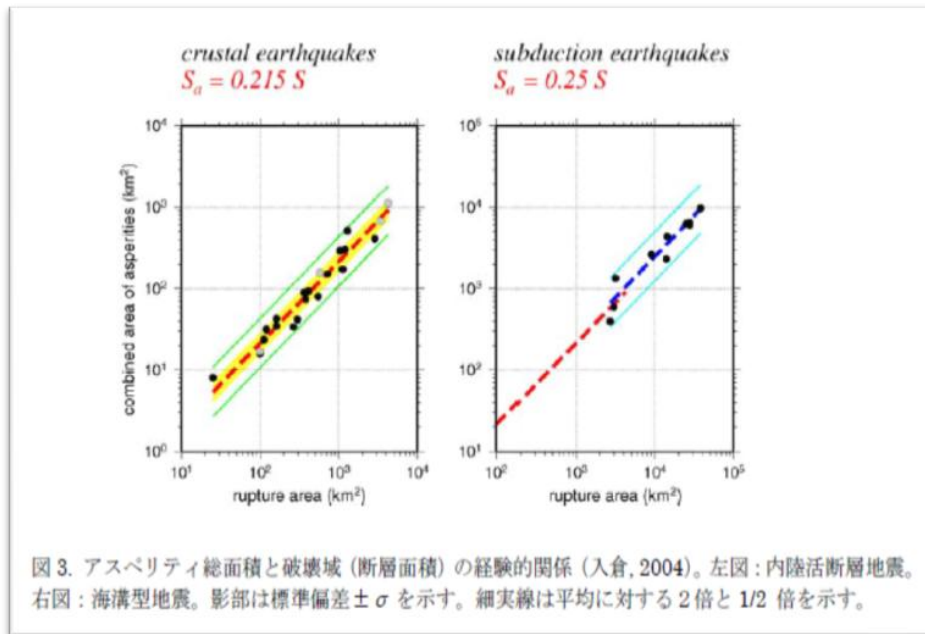 crustal earthquakes
Sa = 0.215 S
subduction earthquakes
Sa = 0.25 S
combined area of asperities (km²)
10⁴
10³
10²
10¹
10⁰
10¹
10²
10³
10⁴
rupture area (km²)
10⁵
10⁴
10³
10²
10¹
10²
10³
10⁴
10⁵
rupture area (km²)
図 3. アスペリティ総面積と破壊域 (断層面積) の経験的関係 (入倉, 2004)。左図 : 内陸活断層地震。
右図 : 海溝型地震。影部は標準偏差± σ を示す。細実線は平均に対する 2 倍と 1/2 倍を示す。